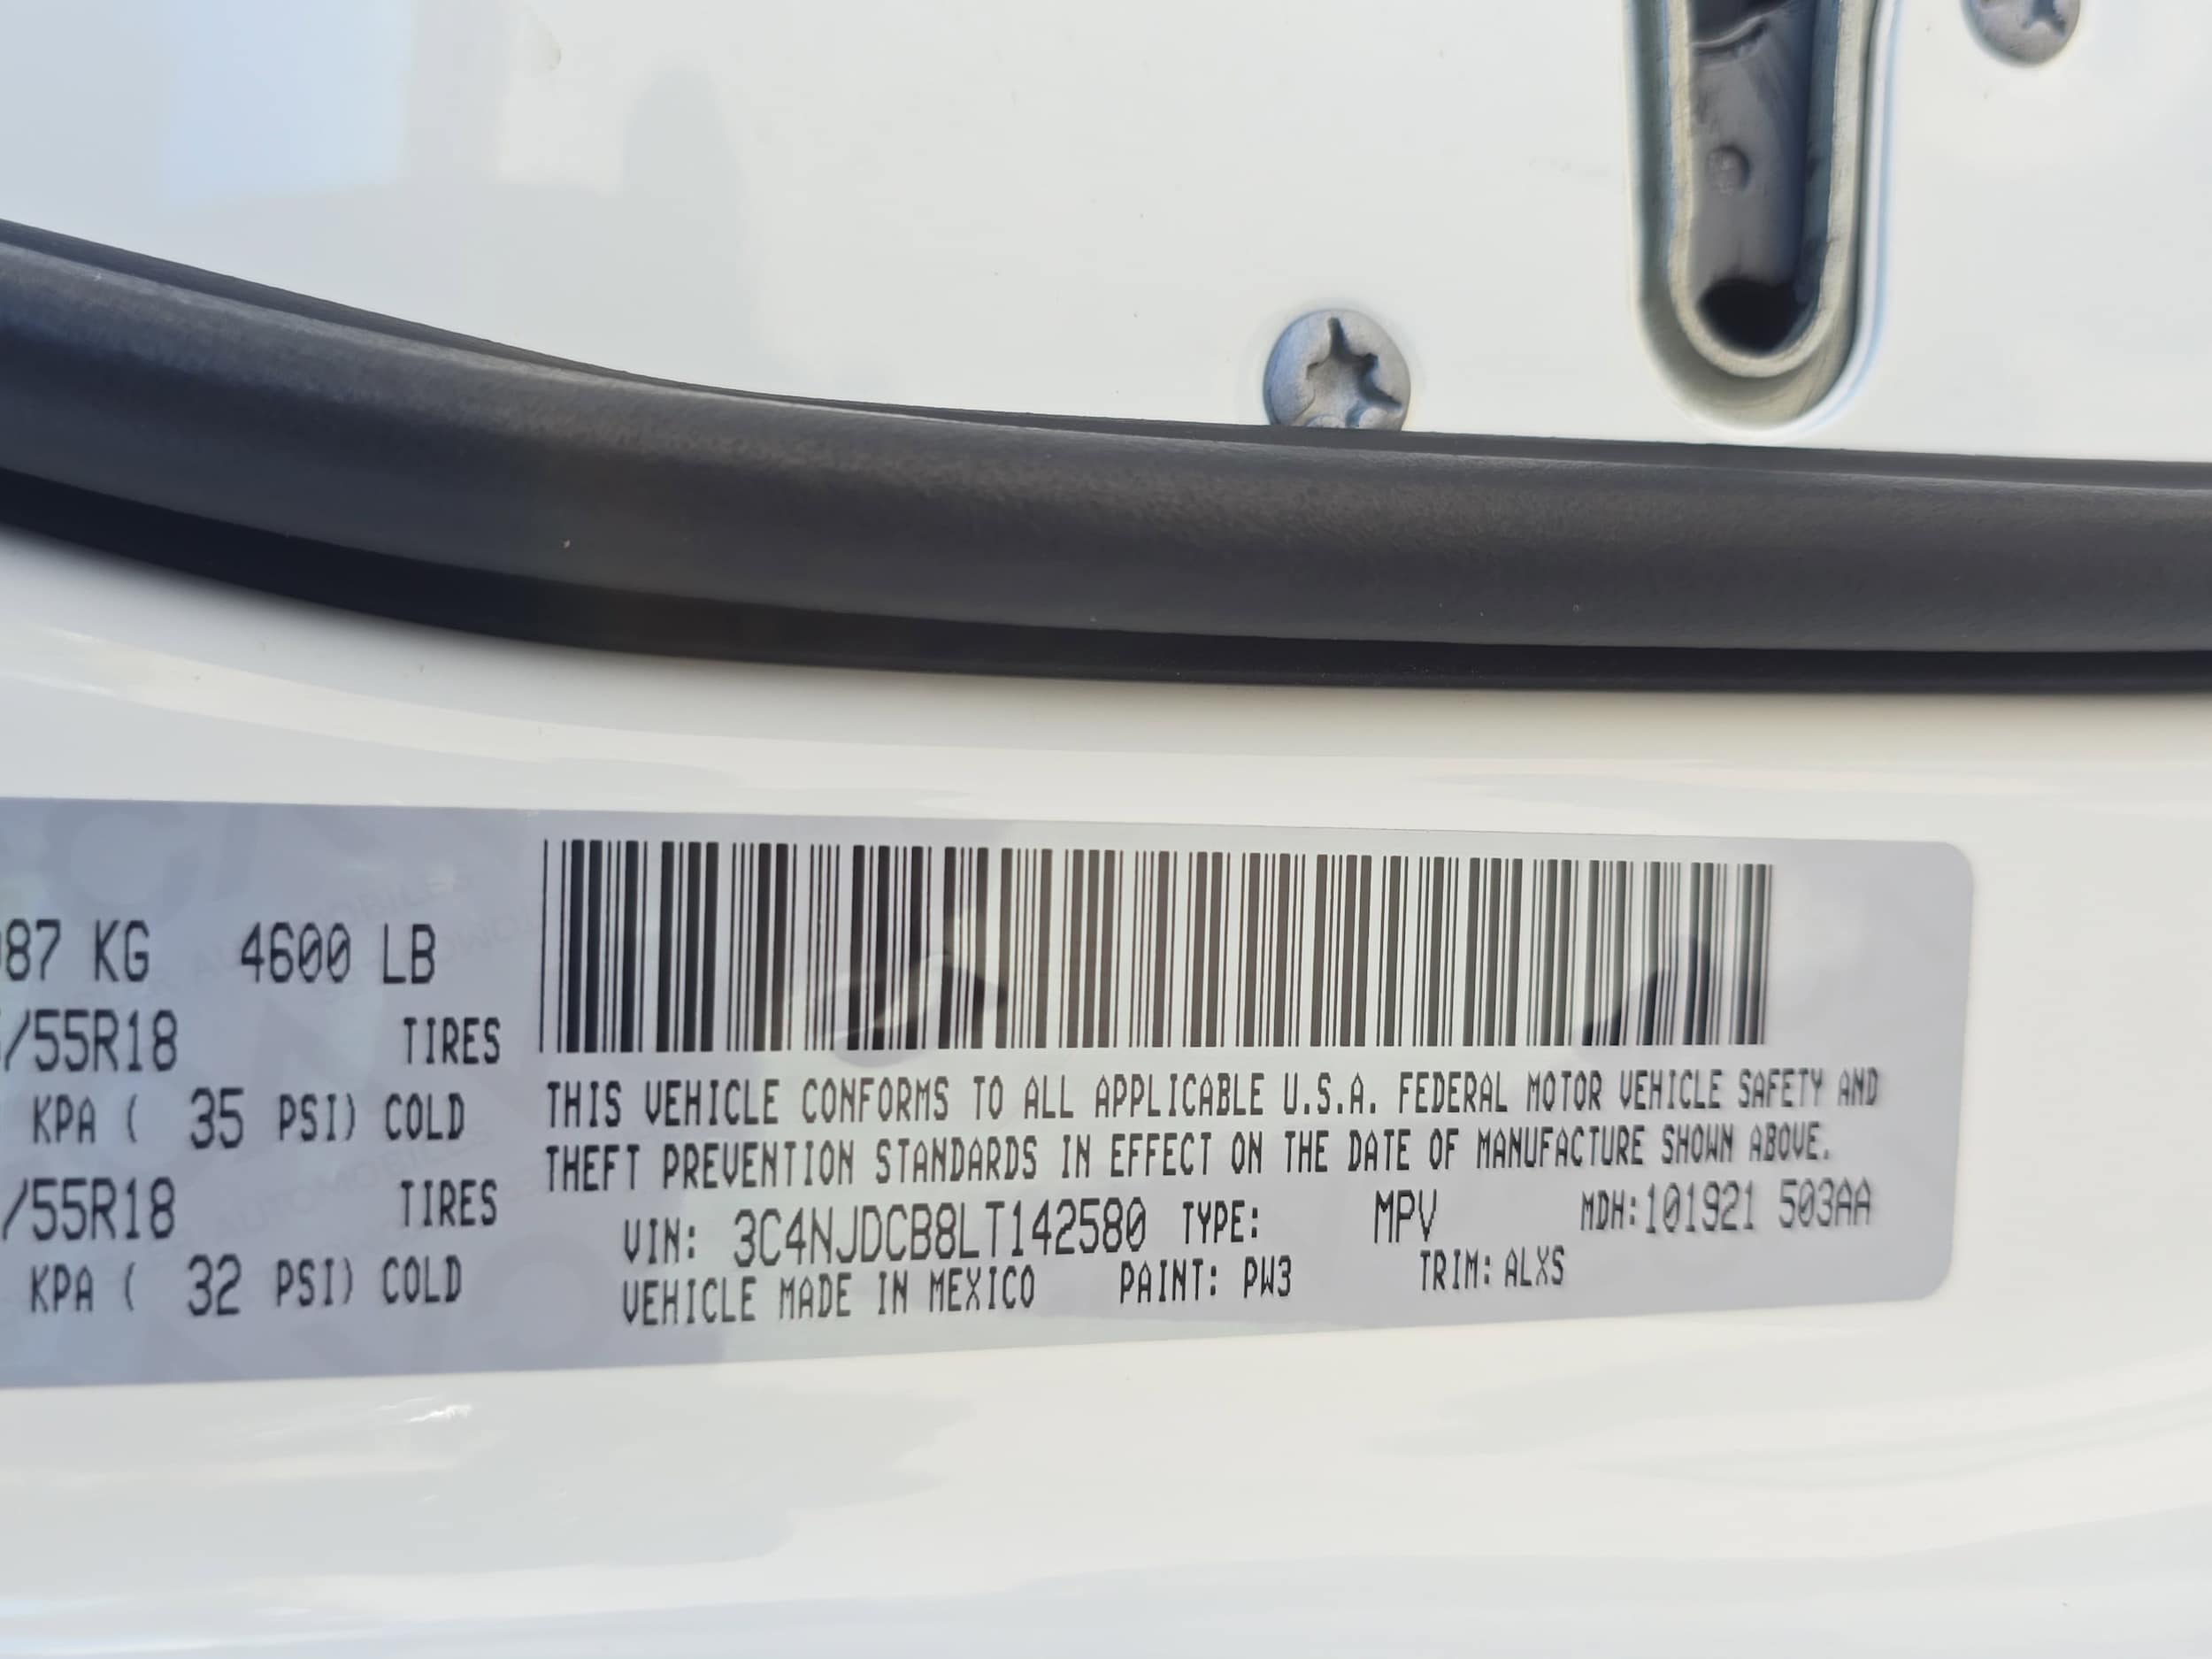 87 KG 4600 LB
/55R18 TIRES
KPA ( 35 PSI) COLD
/55R18 TIRES
KPA ( 32 PSI) COLD
THIS VEHICLE CONFORMS TO ALL APPLICABLE U.S.A. FEDERAL MOTOR VEHICLE SAFETY AND
THEFT PREVENTION STANDARDS IN EFFECT ON THE DATE OF MANUFACTURE SHOWN ABOVE.
VIN: 3C4NJDCB8LT142580 TYPE: MPV MDH:101921 503AA
VEHICLE MADE IN MEXICO PAINT: PW3 TRIM: ALXS